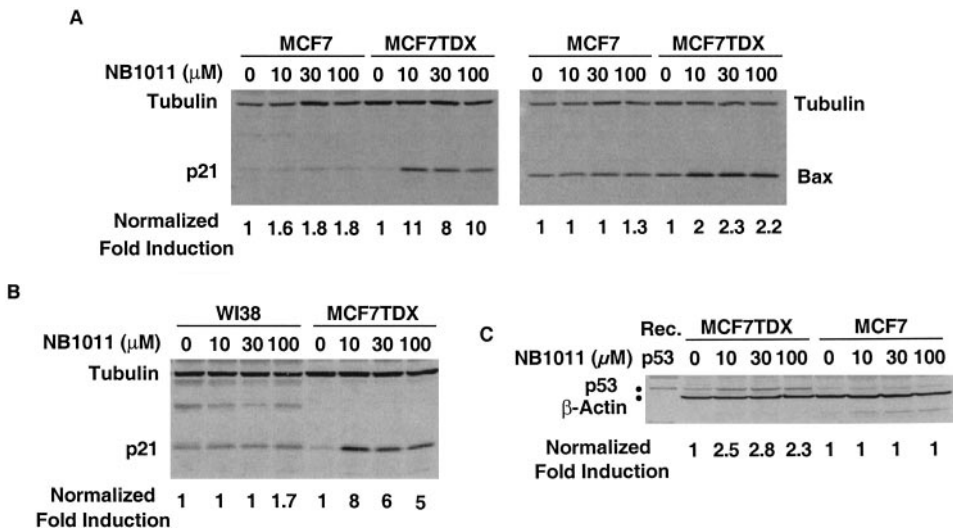 A
MCF7 MCF7TDX MCF7 MCF7TDX
NB1011 (μM) 0 10 30 100 0 10 30 100 0 10 30 100 0 10 30 100
Tubulin Tubulin
p21 Bax
Normalized
Fold Induction 1 1.6 1.8 1.8 1 11 8 10 1 1 1 1.3 1 2 2.3 2.2
B
WI38 MCF7TDX
NB1011 (μM) 0 10 30 100 0 10 30 100
Tubulin
p21
Normalized
Fold Induction 1 1 1 1.7 1 8 6 5
C
Rec. MCF7TDX MCF7
NB1011 (μM) p53 0 10 30 100 0 10 30 100
p53
β-Actin
Normalized
Fold Induction 1 2.5 2.8 2.3 1 1 1 1